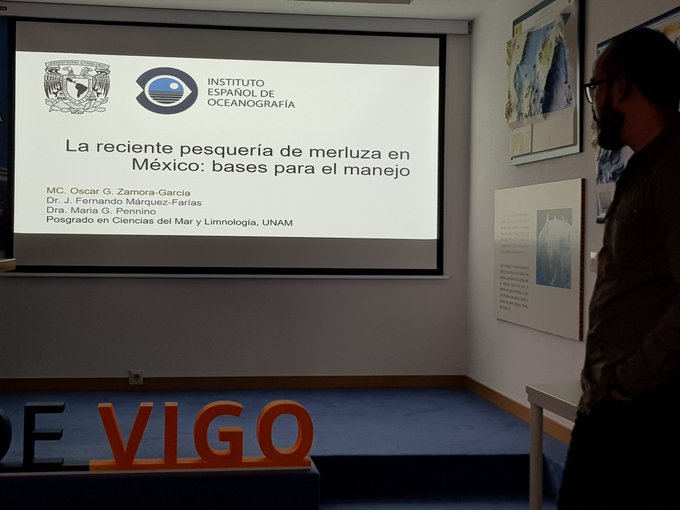 INSTITUTO
ESPAÑOL DE
OCEANOGRAFÍA
La reciente pesquería de merluza en
México: bases para el manejo
MC. Oscar G. Zamora-García
Dr. J. Fernando Márquez-Farías
Dra. Maria G. Pennino
Posgrado en Ciencias del Mar y Limnología, UNAM
DE VIGO